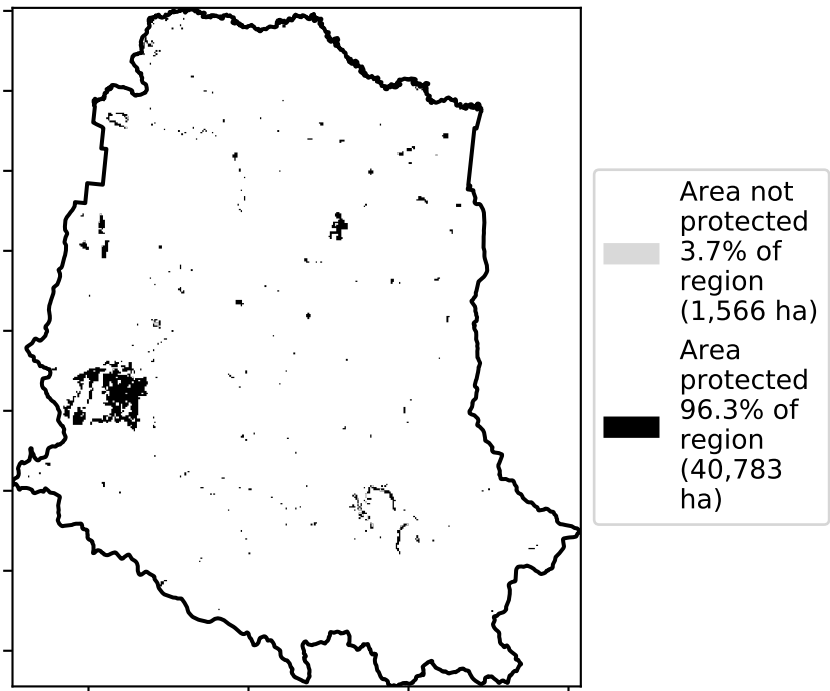 Area not
protected
3.7% of
region
(1,566 ha)
Area
protected
96.3% of
region
(40,783
ha)